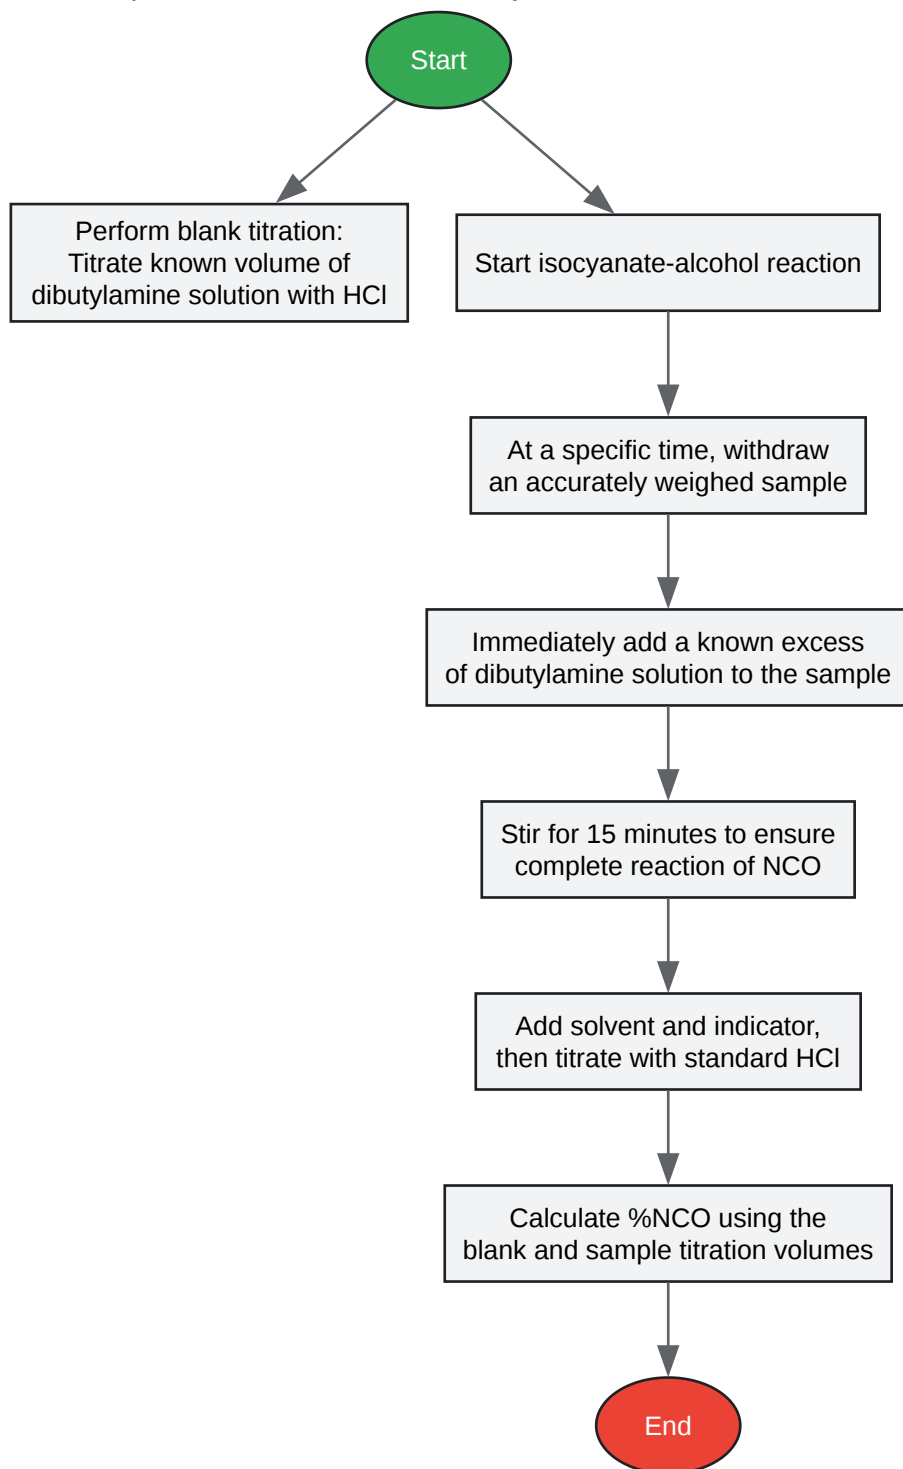 Start
Perform blank titration:
Titrate known volume of
dibutylamine solution with HCl
Start isocyanate-alcohol reaction
At a specific time, withdraw
an accurately weighed sample
Immediately add a known excess
of dibutylamine solution to the sample
Stir for 15 minutes to ensure
complete reaction of NCO
Add solvent and indicator,
then titrate with standard HCl
Calculate %NCO using the
blank and sample titration volumes
End